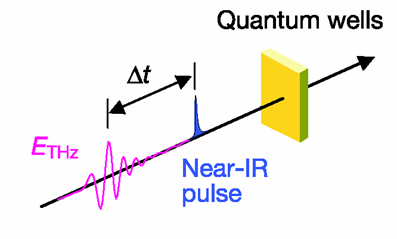 Quantum wells
Δt
E_THz
Near-IR
pulse